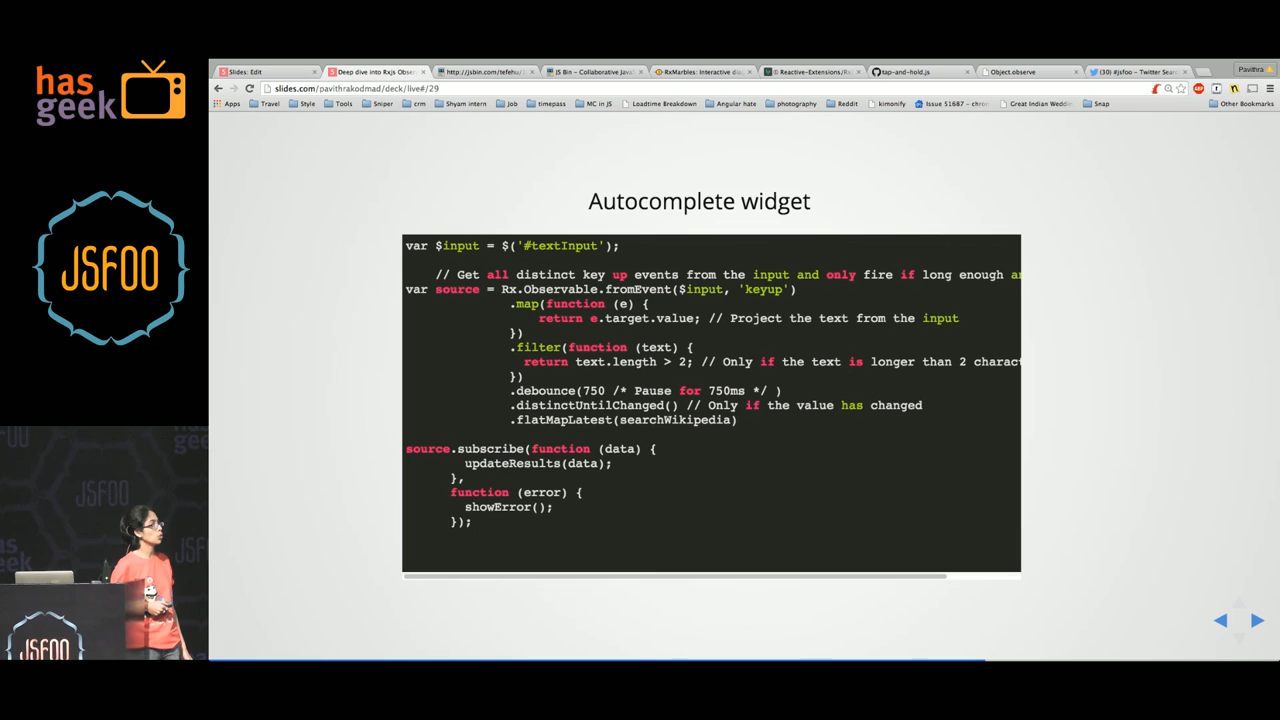 has
geek
JSFOO
Slides: Edit
Deep dive into Rxjs Obser
http://jsbin.com/tefehu/
JS Bin - Collaborative Java
RxMarbles: Interactive dia
Reactive-Extensions/Rx
tap-and-hold.js
Object.observe
(30) #jsfoo - Twitter Sear
Pavithra
slides.com/pavithrakodmad/deck/live#/29
Apps
Travel
Style
Tools
Sniper
crm
Shyam intern
Job
timepass
MC in JS
Loadtime Breakdown
Angular hate
photography
Reddit
kimonify
Issue 51687 - chrom
Great Indian Weddi
Snap
Other Bookmarks
Autocomplete widget
var $input = $('#textInput');
// Get all distinct key up events from the input and only fire if long enough an
var source = Rx.Observable.fromEvent($input, 'keyup')
.map(function (e) {
return e.target.value; // Project the text from the input
})
.filter(function (text) {
return text.length > 2; // Only if the text is longer than 2 charact
})
.debounce(750 /* Pause for 750ms */ )
.distinctUntilChanged() // Only if the value has changed
.flatMapLatest(searchWikipedia)
source.subscribe(function (data) {
updateResults(data);
},
function (error) {
showError();
});
JSFOO
has
geek
JSFOO